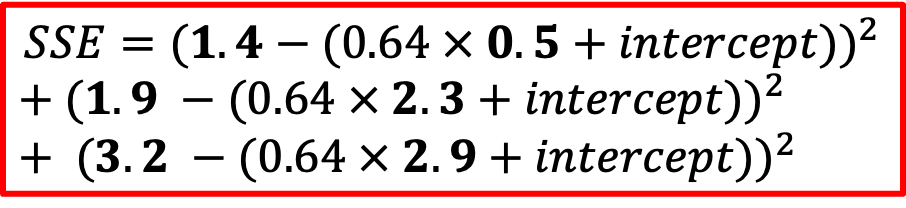 SSE = (1.4 − (0.64 × 0.5 + intercept))²
+ (1.9 − (0.64 × 2.3 + intercept))²
+ (3.2 − (0.64 × 2.9 + intercept))²